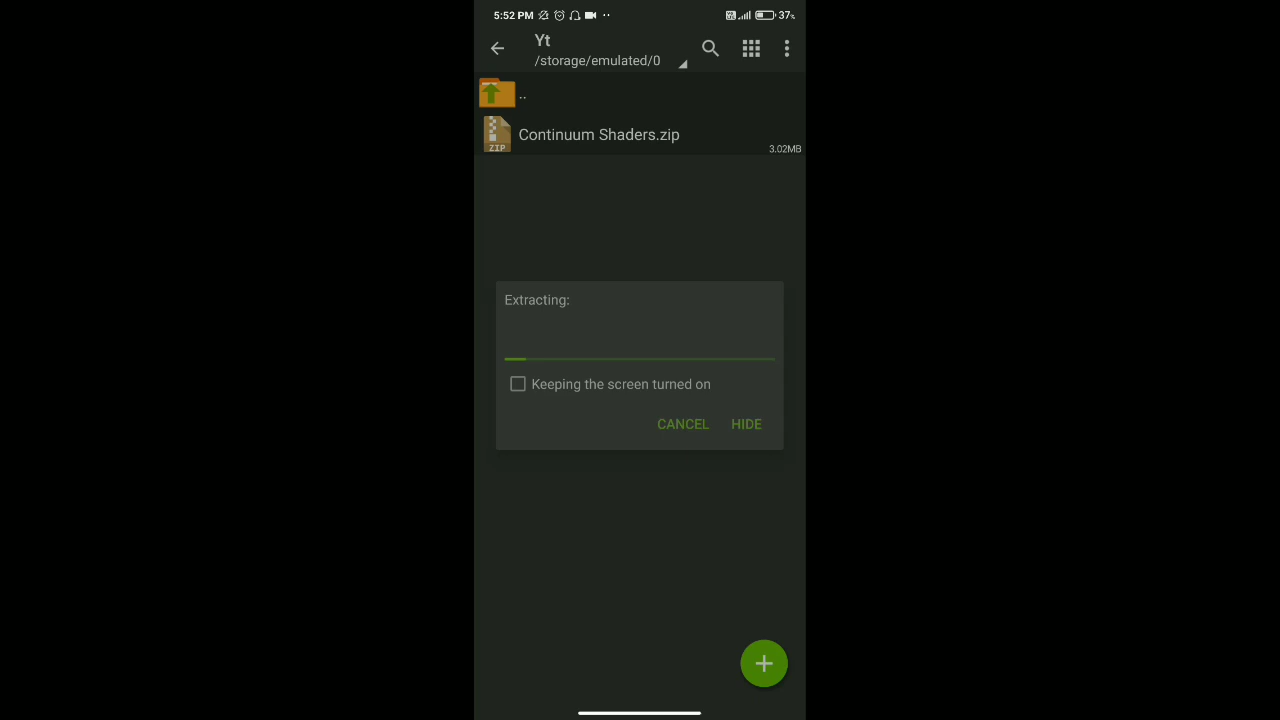 5:52 PM
37%
Yt
/storage/emulated/0
..
Continuum Shaders.zip
ZIP
3.02MB
Extracting:
Keeping the screen turned on
CANCEL HIDE